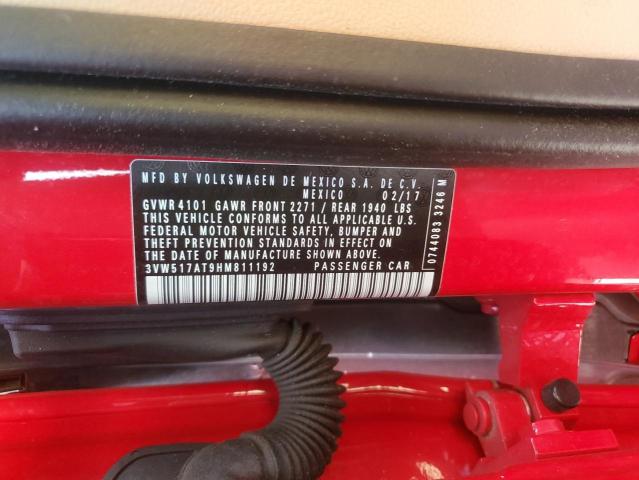 MFD BY VOLKSWAGEN DE MEXICO S.A. DE C.V.
MEXICO 02/17
GVWR 4101 GAWR FRONT 2271 / REAR 1940 LBS
THIS VEHICLE CONFORMS TO ALL APPLICABLE U.S.
FEDERAL MOTOR VEHICLE SAFETY, BUMPER AND
THEFT PREVENTION STANDARDS IN EFFECT ON
THE DATE OF MANUFACTURE SHOWN ABOVE.
3VW517AT9HM811192 PASSENGER CAR
0744083 3246 M